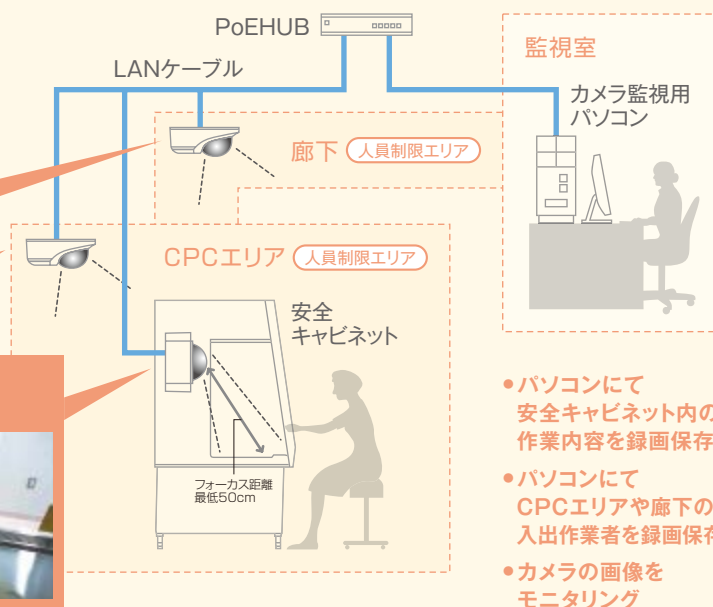 PoEHUB
LANケーブル
監視室
カメラ監視用
パソコン
廊下 人員制限エリア
CPCエリア 人員制限エリア
安全
キャビネット
フォーカス距離
最低50cm
●パソコンにて
安全キャビネット内の
作業内容を録画保存
●パソコンにて
CPCエリアや廊下の
入出作業者を録画保存
●カメラの画像を
モニタリング